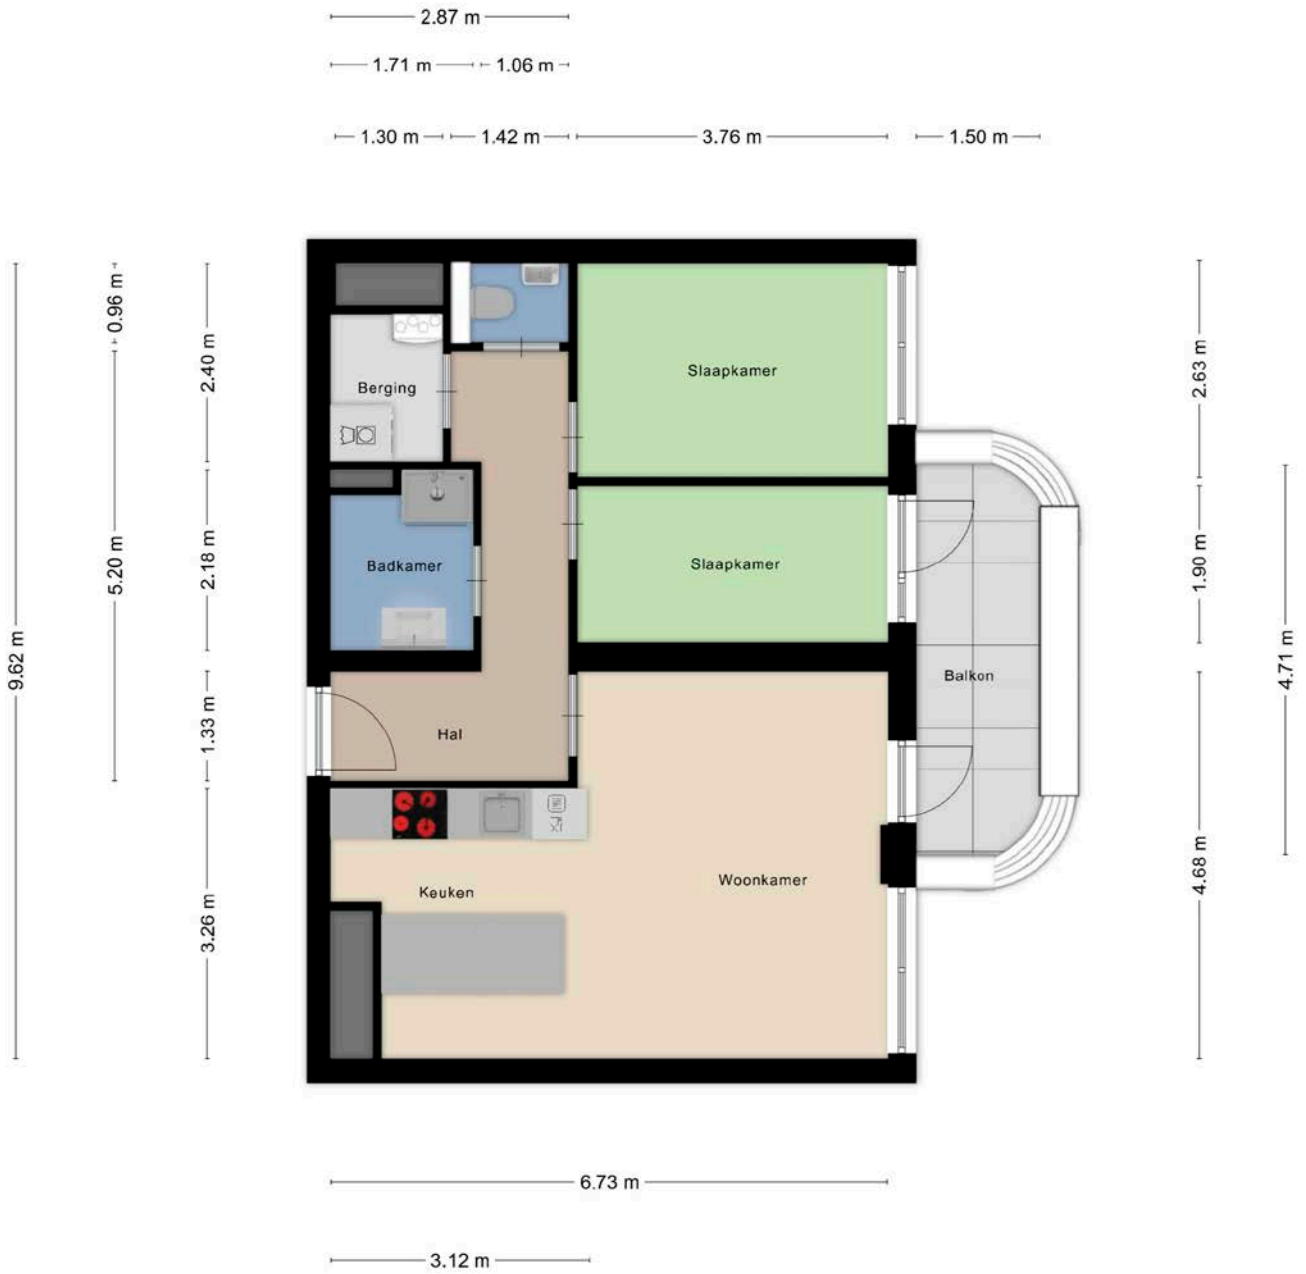 2.87 m
1.71 m
1.06 m
1.30 m
1.42 m
3.76 m
1.50 m
9.62 m
0.96 m
5.20 m
2.40 m
2.18 m
1.33 m
3.26 m
Slaapkamer
Berging
Slaapkamer
Badkamer
Balkon
Hal
Woonkamer
Keuken
2.63 m
1.90 m
4.68 m
4.71 m
6.73 m
3.12 m